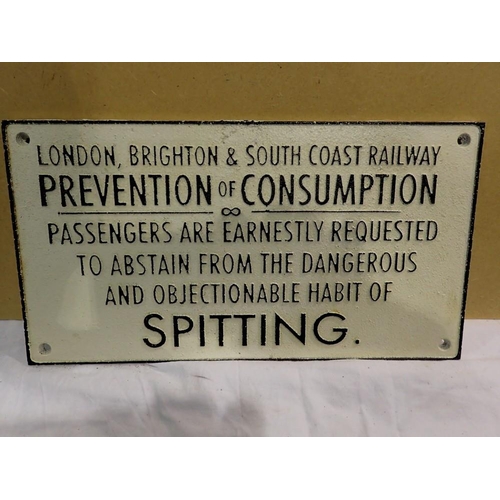 LONDON, BRIGHTON & SOUTH COAST RAILWAY
PREVENTION OF CONSUMPTION
PASSENGERS ARE EARNESTLY REQUESTED
TO ABSTAIN FROM THE DANGEROUS
AND OBJECTIONABLE HABIT OF
SPITTING.